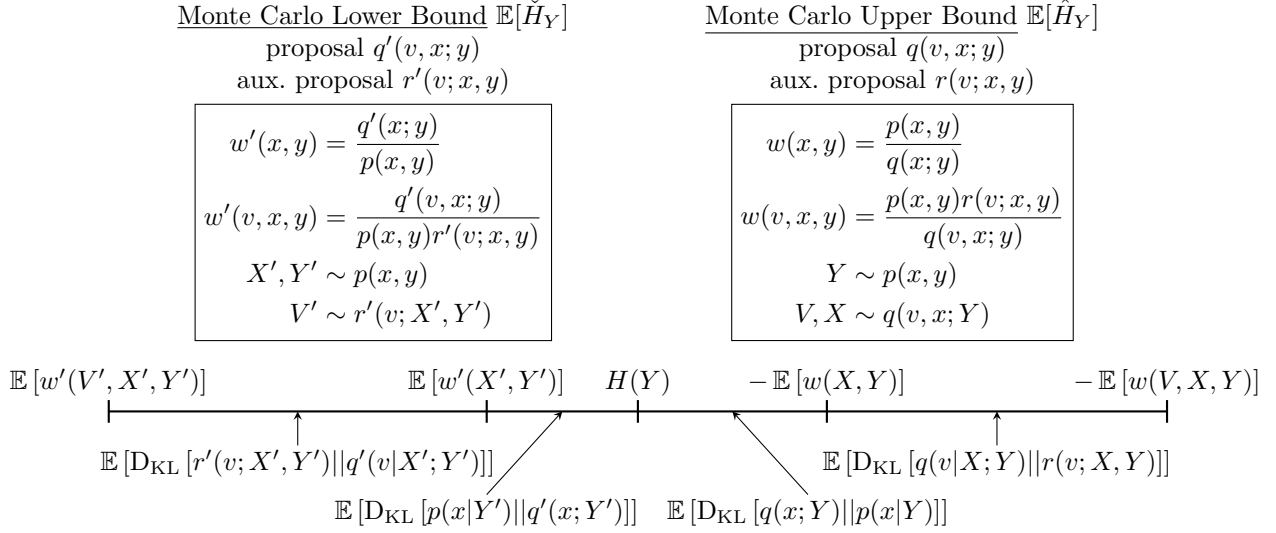 Monte Carlo Lower Bound 𝔼[Ȟ_Y]
proposal q′(v, x; y)
aux. proposal r′(v; x, y)
w′(x, y) = q′(x; y) / p(x, y)
w′(v, x, y) = q′(v, x; y) / p(x, y)r′(v; x, y)
X′, Y′ ∼ p(x, y)
V′ ∼ r′(v; X′, Y′)
Monte Carlo Upper Bound 𝔼[Ĥ_Y]
proposal q(v, x; y)
aux. proposal r(v; x, y)
w(x, y) = p(x, y) / q(x; y)
w(v, x, y) = p(x, y)r(v; x, y) / q(v, x; y)
Y ∼ p(x, y)
V, X ∼ q(v, x; Y)
𝔼 [w′(V′, X′, Y′)] 𝔼 [w′(X′, Y′)] H(Y) − 𝔼 [w(X, Y)] − 𝔼 [w(V, X, Y)]
𝔼 [D_KL [r′(v; X′, Y′)||q′(v|X′; Y′)]] 𝔼 [D_KL [q(v|X; Y)||r(v; X, Y)]]
𝔼 [D_KL [p(x|Y′)||q′(x; Y′)]] 𝔼 [D_KL [q(x; Y)||p(x|Y)]]